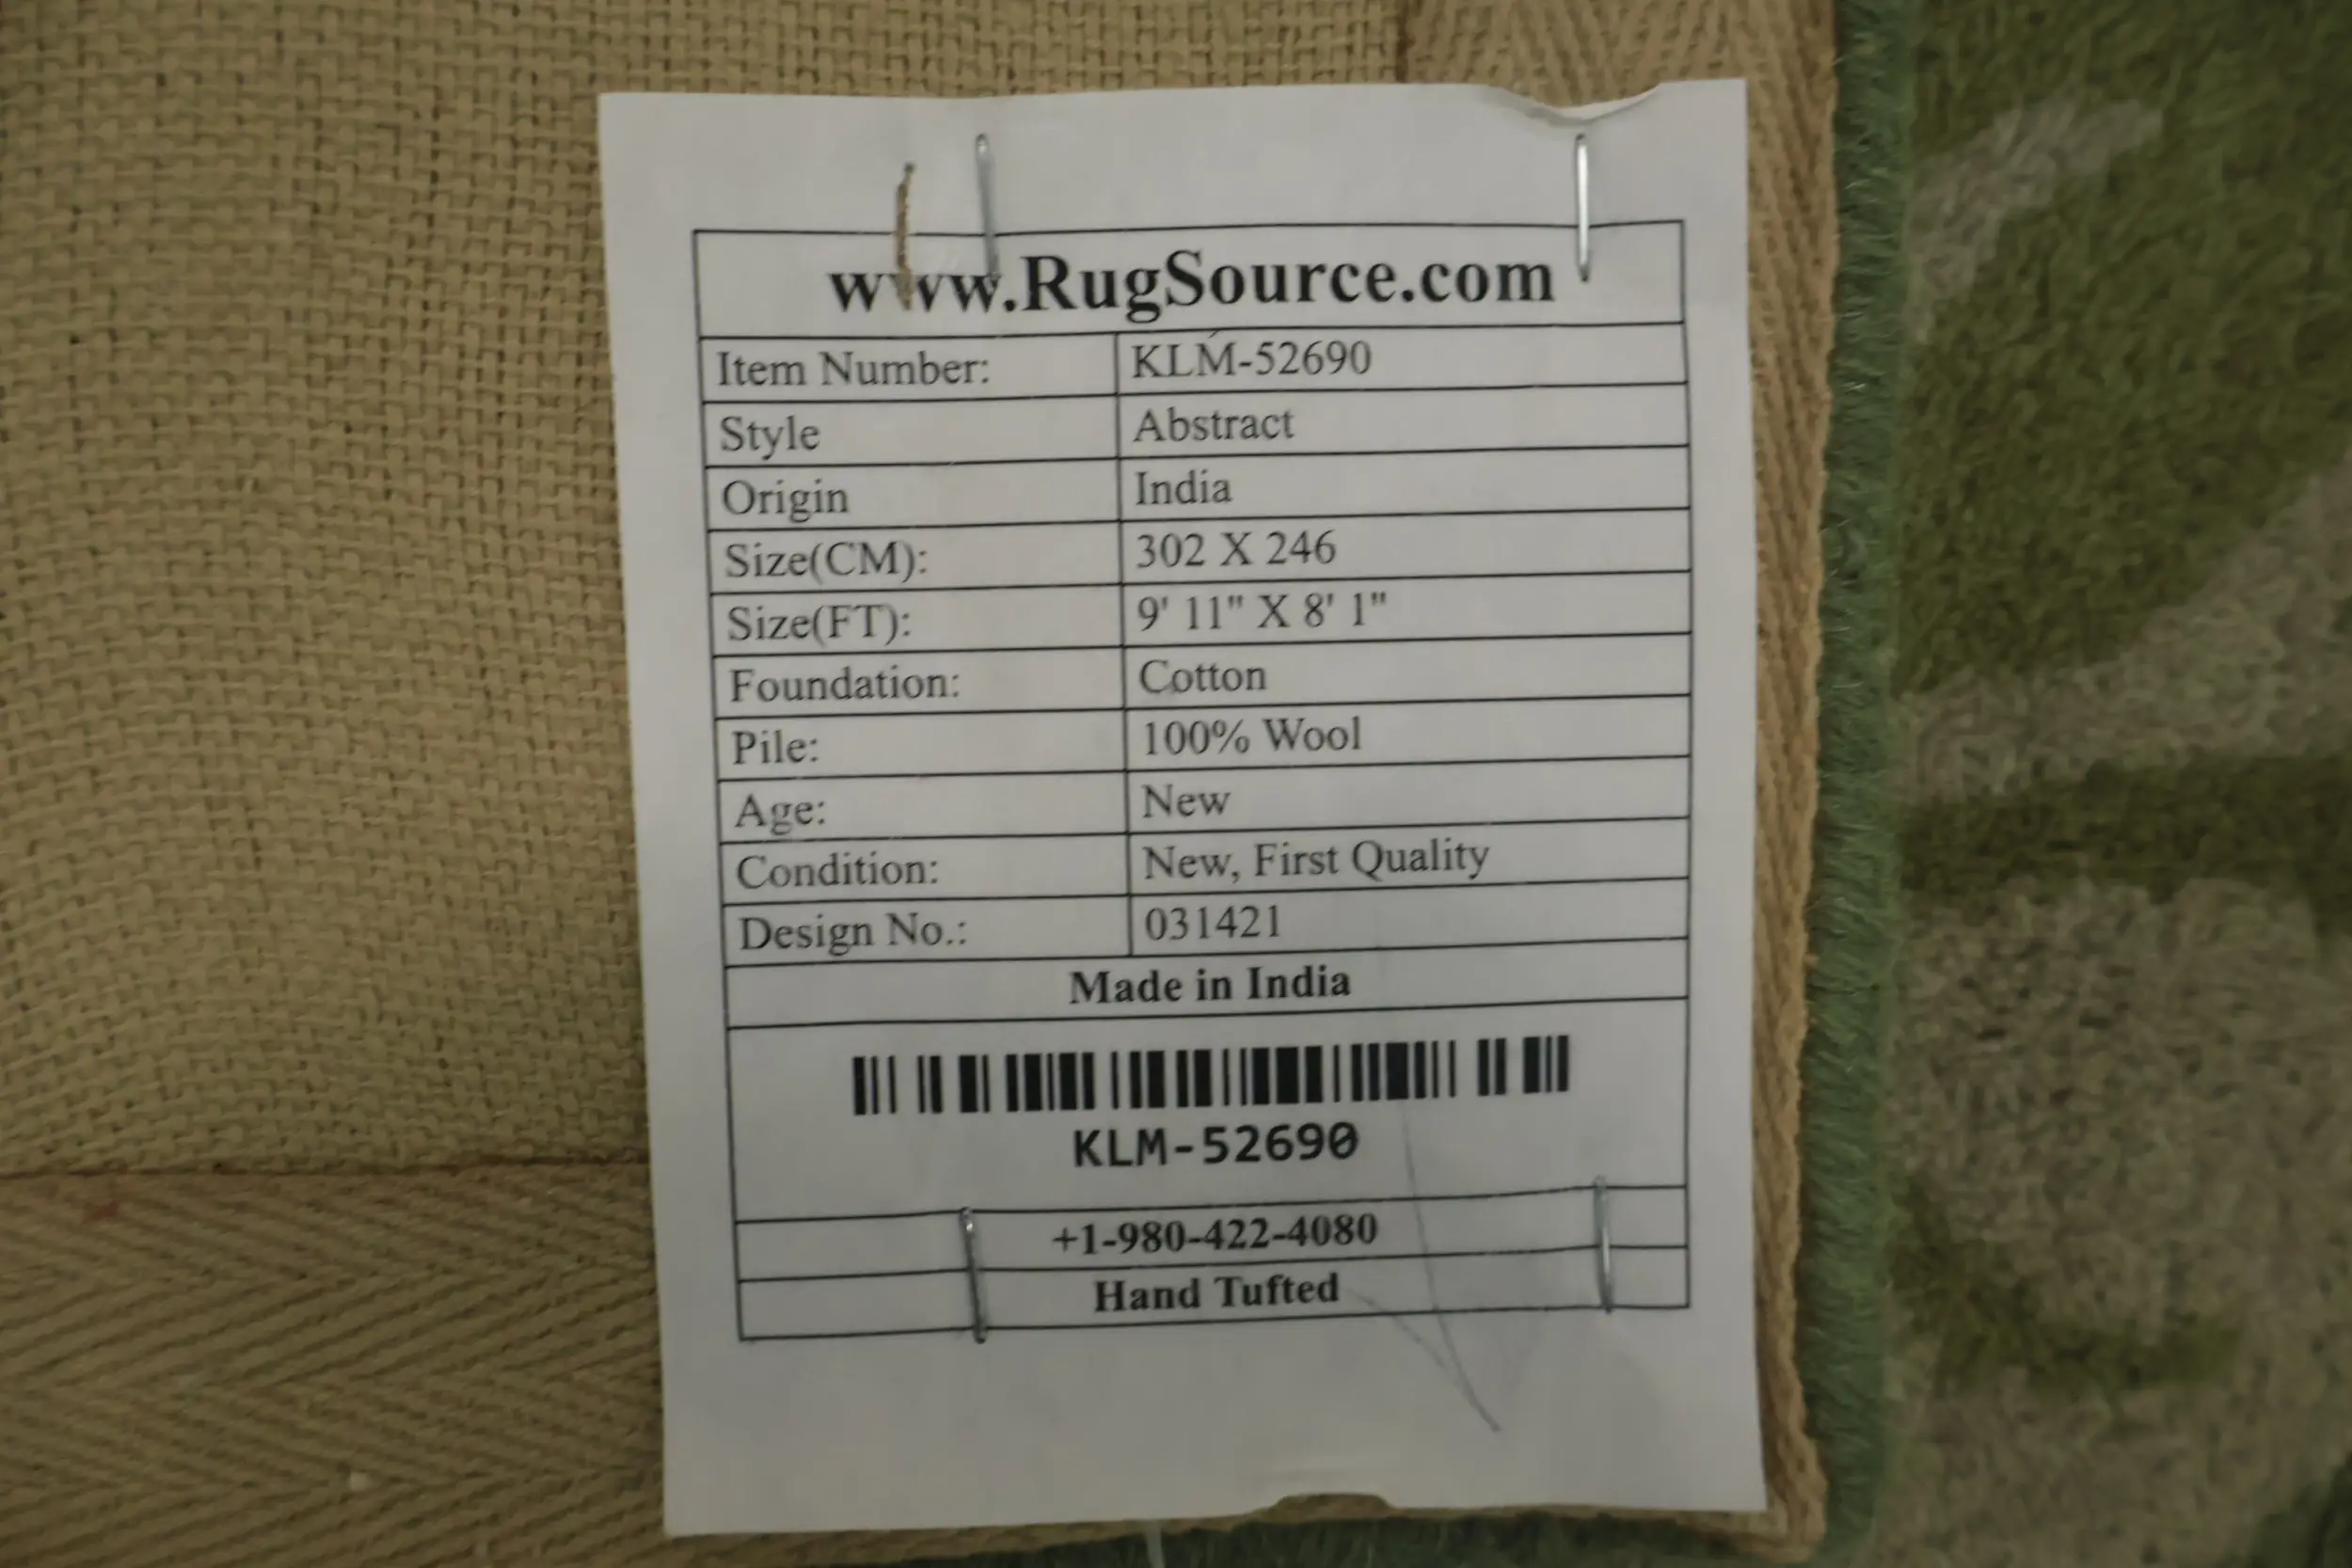 www.RugSource.com
Item Number: KLM-52690
Style Abstract
Origin India
Size(CM): 302 X 246
Size(FT): 9' 11" X 8' 1"
Foundation: Cotton
Pile: 100% Wool
Age: New
Condition: New, First Quality
Design No.: 031421
Made in India
KLM-52690
+1-980-422-4080
Hand Tufted